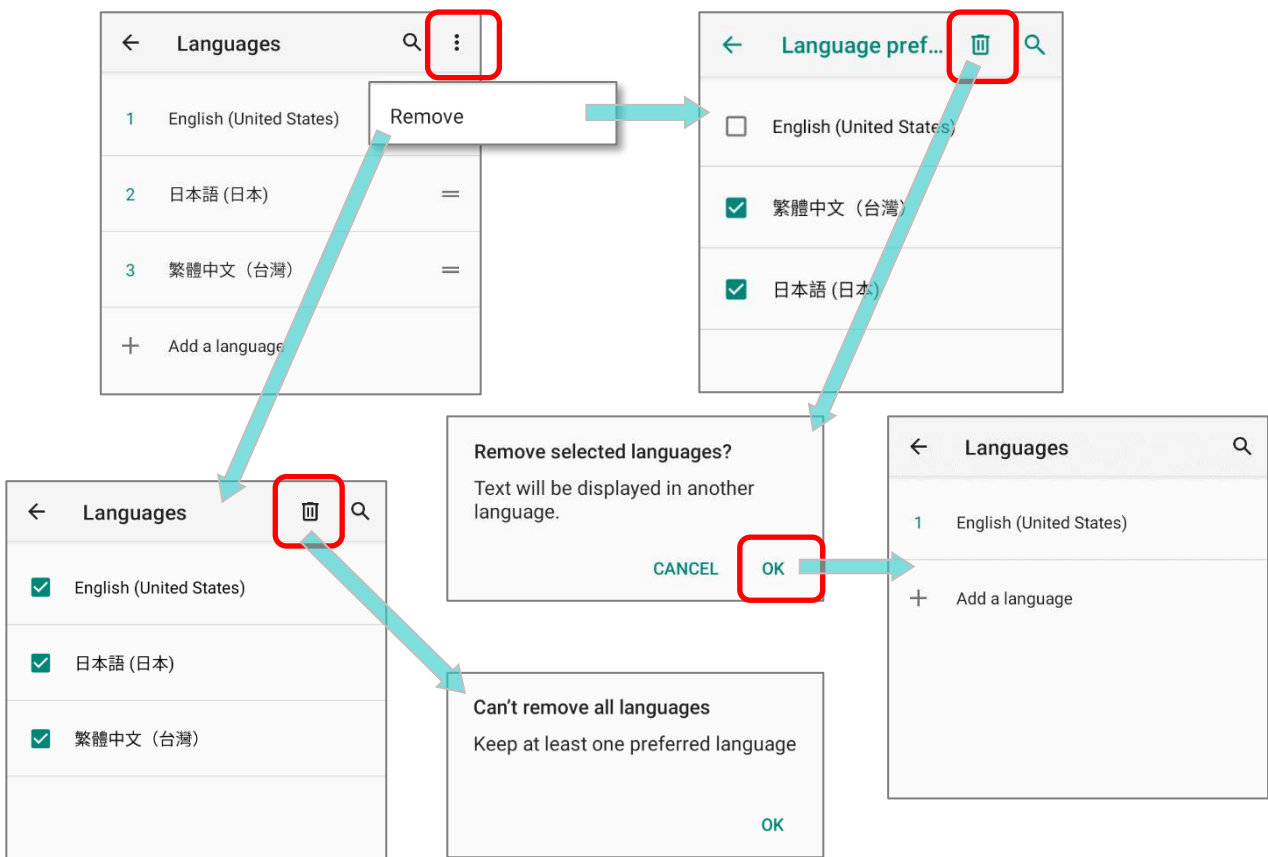 Languages
1 English (United States)
Remove
2 日本語 (日本)
3 繁體中文（台灣）
Add a language
Language pref...
English (United States)
繁體中文（台灣）
日本語 (日本)
Remove selected languages?
Text will be displayed in another
language.
CANCEL OK
Languages
1 English (United States)
Add a language
Languages
English (United States)
日本語 (日本)
繁體中文（台灣）
Can't remove all languages
Keep at least one preferred language
OK